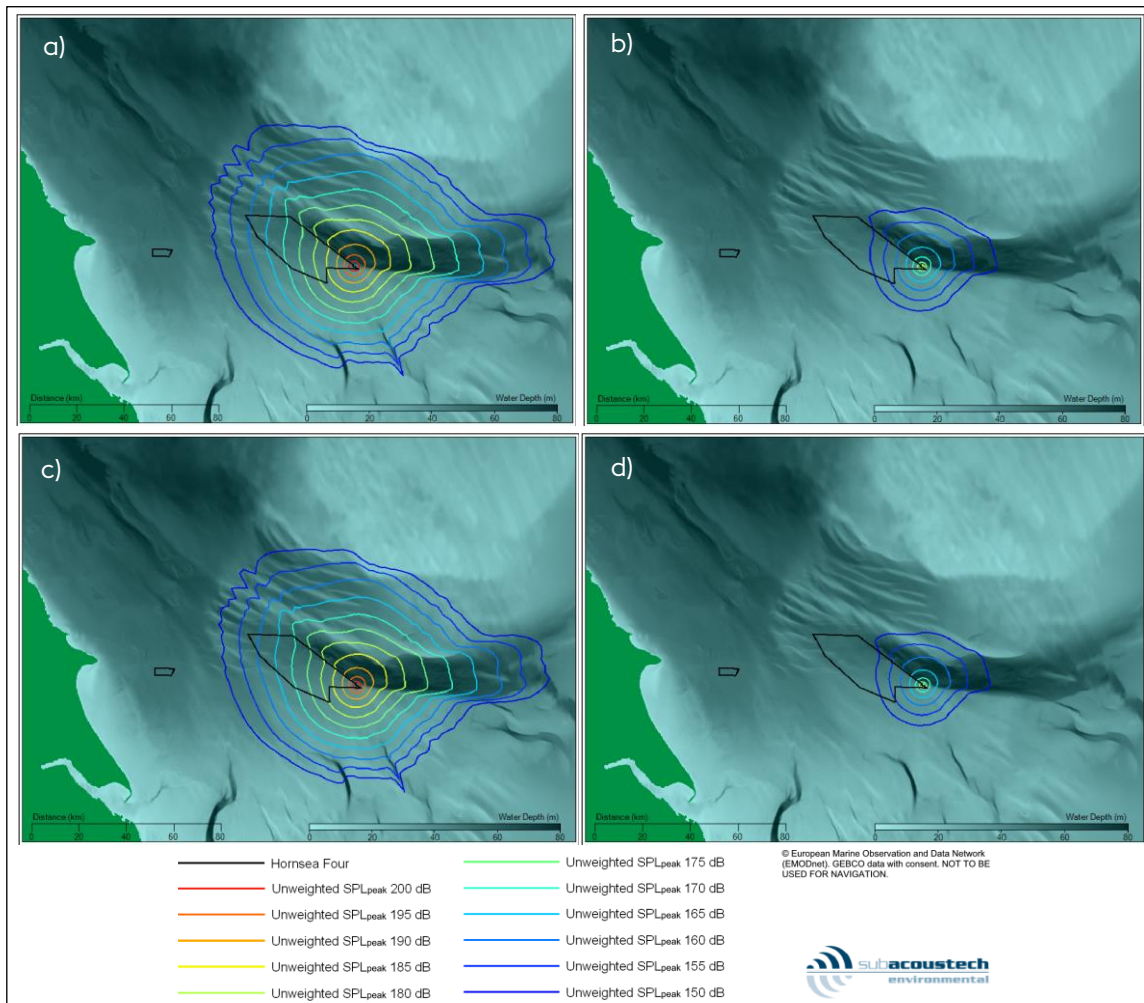 a)
b)
Distance (km)
0 20 40 60 80
Water Depth (m)
0 20 40 60 80
Distance (km)
0 20 40 60 80
Water Depth (m)
0 20 40 60 80
c)
d)
Distance (km)
0 20 40 60 80
Water Depth (m)
0 20 40 60 80
Distance (km)
0 20 40 60 80
Water Depth (m)
0 20 40 60 80
Hornsea Four
Unweighted SPLpeak 200 dB
Unweighted SPLpeak 195 dB
Unweighted SPLpeak 190 dB
Unweighted SPLpeak 185 dB
Unweighted SPLpeak 180 dB
Unweighted SPLpeak 175 dB
Unweighted SPLpeak 170 dB
Unweighted SPLpeak 165 dB
Unweighted SPLpeak 160 dB
Unweighted SPLpeak 155 dB
Unweighted SPLpeak 150 dB
© European Marine Observation and Data Network
(EMODnet). GEBCO data with consent. NOT TO BE
USED FOR NAVIGATION.
subacoustech
environmental